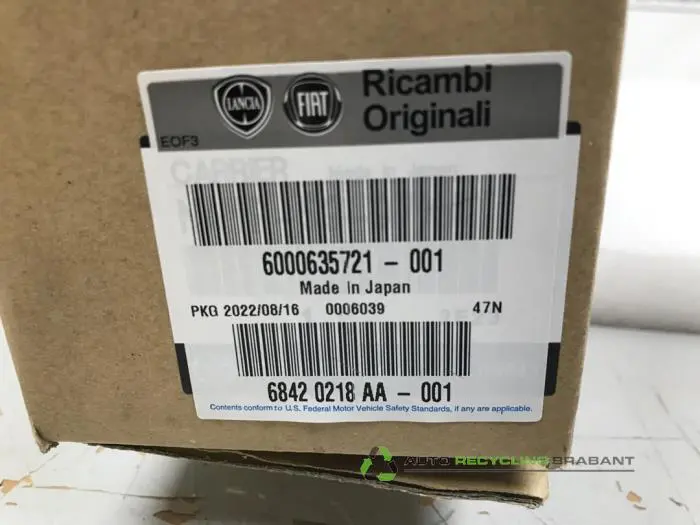 LANCIA FIAT Ricambi
Originali
EOF3
CARRIER
6000635721 - 001
Made In Japan
PKG 2022/08/16 0006039 47N
6842 0218 AA - 001
Contents conform to U.S. Federal Motor Vehicle Safety Standards, if any are applicable.
AUTO RECYCLING BRABANT